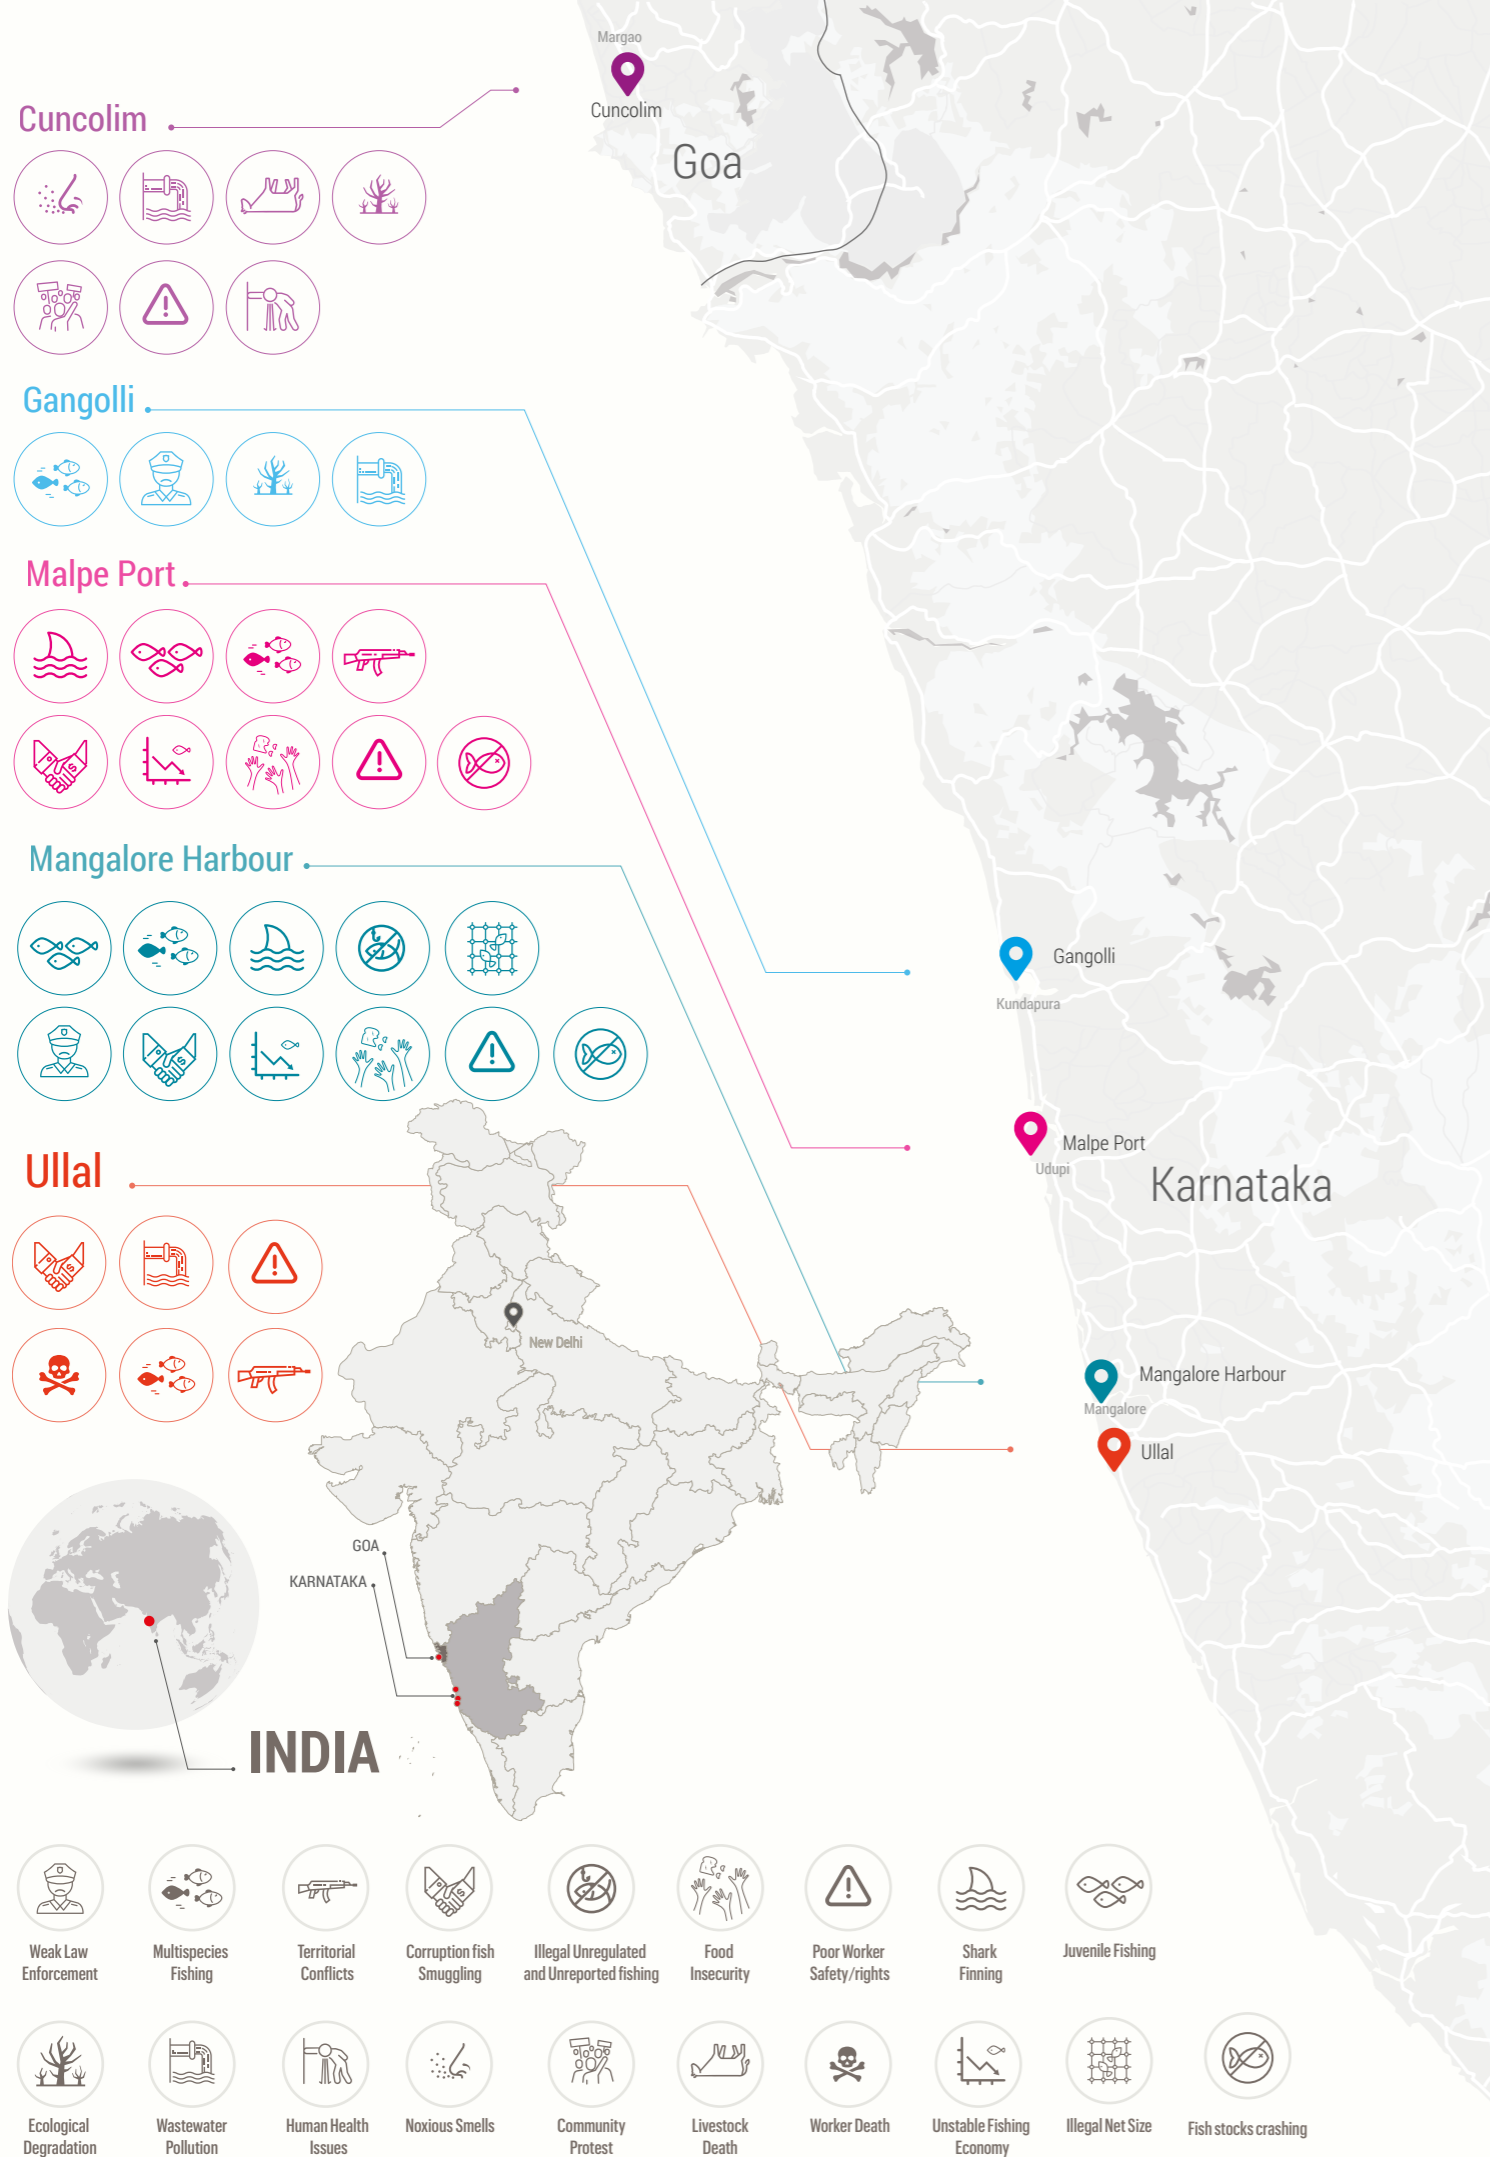 Margao
Cuncolim
Goa
Cuncolim
Gangolli
Malpe Port
Mangalore Harbour
Ullal
Gangolli
Kundapura
Malpe Port
Udupi
Karnataka
Mangalore Harbour
Mangalore
Ullal
New Delhi
GOA
KARNATAKA
INDIA
Weak Law
Enforcement
Multispecies
Fishing
Territorial
Conflicts
Corruption fish
Smuggling
Illegal Unregulated
and Unreported fishing
Food
Insecurity
Poor Worker
Safety/rights
Shark
Finning
Juvenile Fishing
Ecological
Degradation
Wastewater
Pollution
Human Health
Issues
Noxious Smells
Community
Protest
Livestock
Death
Worker Death
Unstable Fishing
Economy
Illegal Net Size
Fish stocks crashing